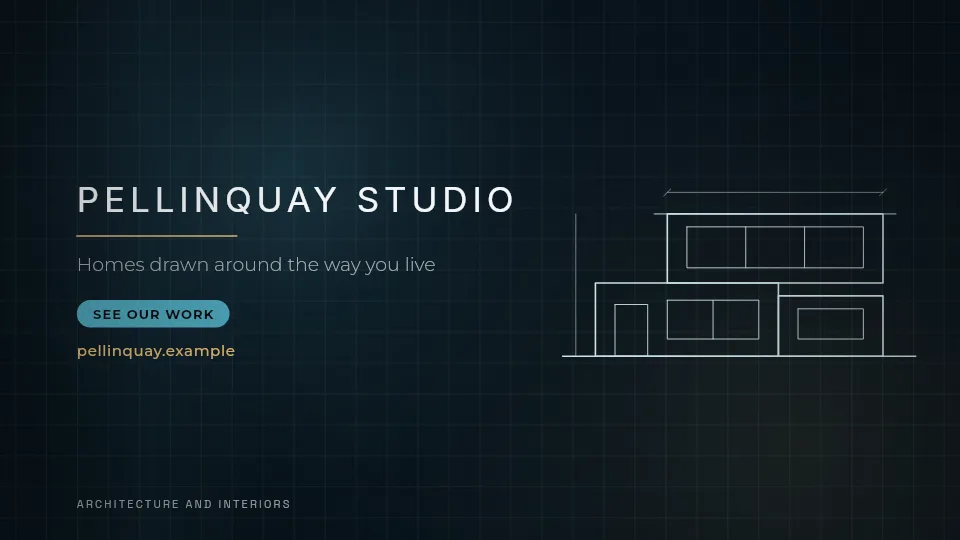 PELLINQUAY STUDIO
Homes drawn around the way you live
SEE OUR WORK
pellinquay.example
ARCHITECTURE AND INTERIORS